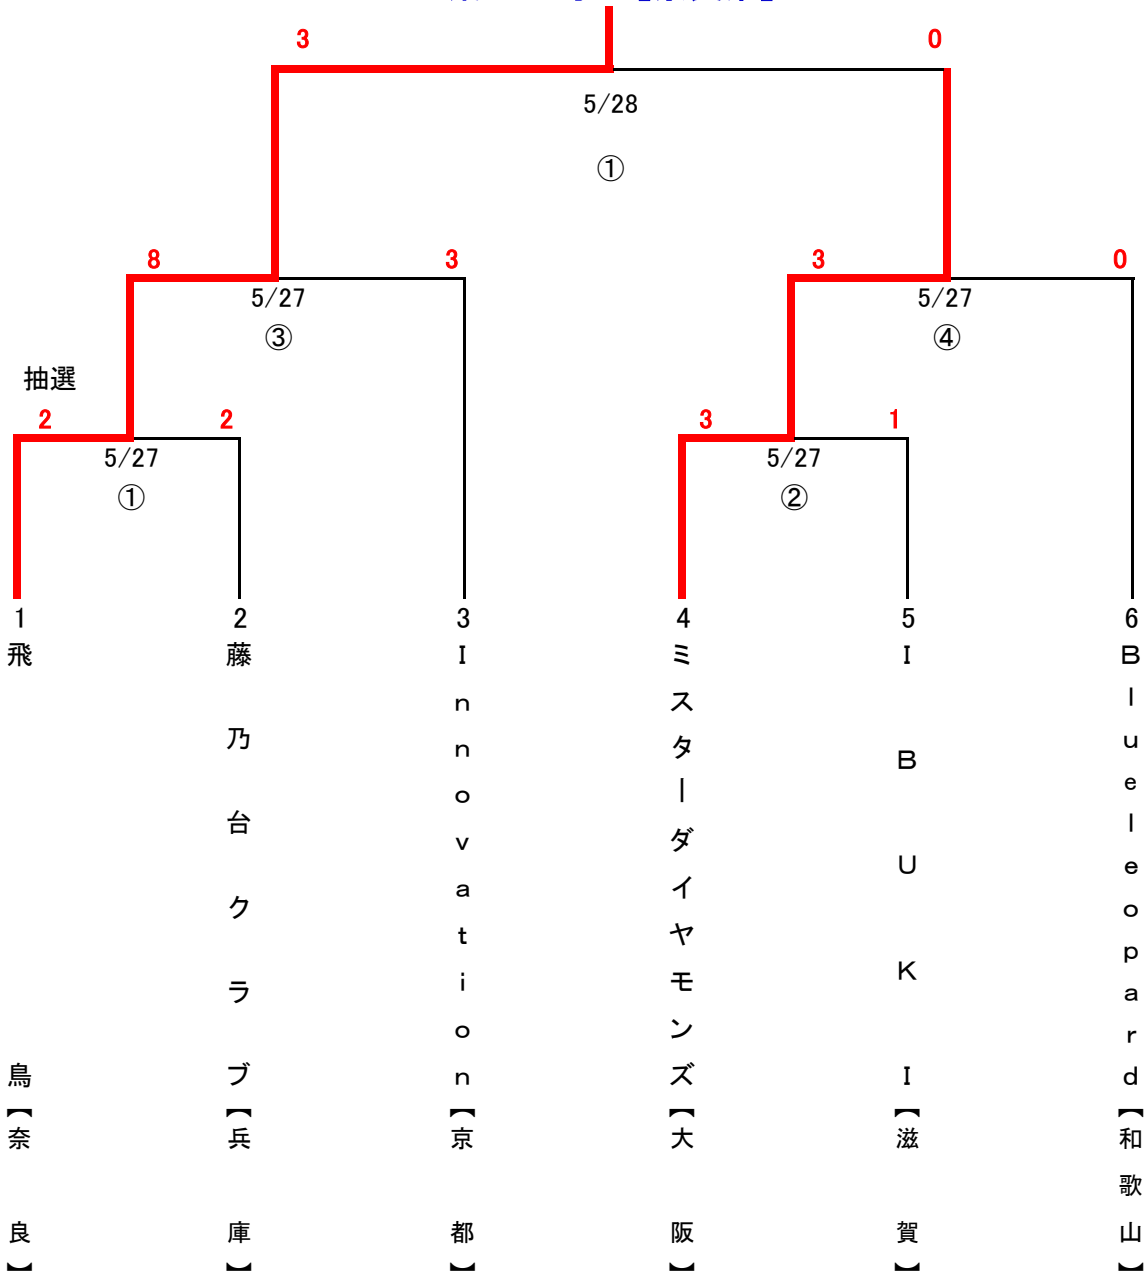 3 0
5/28
①
8 3 3 0
5/27 5/27
③ ④
抽選
2 2 3 1
5/27 5/27
① ②
1 2 3 4 5 6
飛鳥【奈良】
藤乃台クラブ【兵庫】
Innovation【京都】
ミスターダイヤモンズ【大阪】
IBUKI【滋賀】
Blueleopard【和歌山】